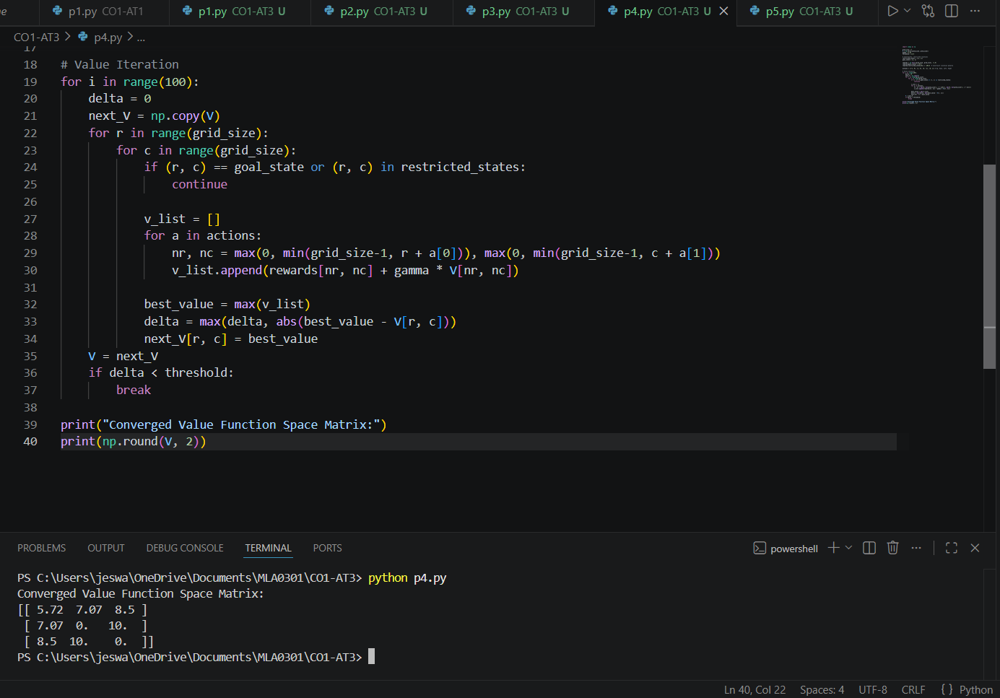 p1.py CO1-AT1 p1.py CO1-AT3 U p2.py CO1-AT3 U p3.py CO1-AT3 U p4.py CO1-AT3 U p5.py CO1-AT3 U
CO1-AT3 > p4.py > ...
17
18 # Value Iteration
19 for i in range(100):
20     delta = 0
21     next_V = np.copy(V)
22     for r in range(grid_size):
23         for c in range(grid_size):
24             if (r, c) == goal_state or (r, c) in restricted_states:
25                 continue
26
27             v_list = []
28             for a in actions:
29                 nr, nc = max(0, min(grid_size-1, r + a[0])), max(0, min(grid_size-1, c + a[1]))
30                 v_list.append(rewards[nr, nc] + gamma * V[nr, nc])
31
32             best_value = max(v_list)
33             delta = max(delta, abs(best_value - V[r, c]))
34             next_V[r, c] = best_value
35     V = next_V
36     if delta < threshold:
37         break
38
39 print("Converged Value Function Space Matrix:")
40 print(np.round(V, 2))
PROBLEMS OUTPUT DEBUG CONSOLE TERMINAL PORTS powershell
PS C:\Users\jeswa\OneDrive\Documents\MLA0301\CO1-AT3> python p4.py
Converged Value Function Space Matrix:
[[ 5.72  7.07  8.5 ]
 [ 7.07  0.   10.  ]
 [ 8.5  10.    0.  ]]
PS C:\Users\jeswa\OneDrive\Documents\MLA0301\CO1-AT3>
Ln 40, Col 22 Spaces: 4 UTF-8 CRLF { } Python